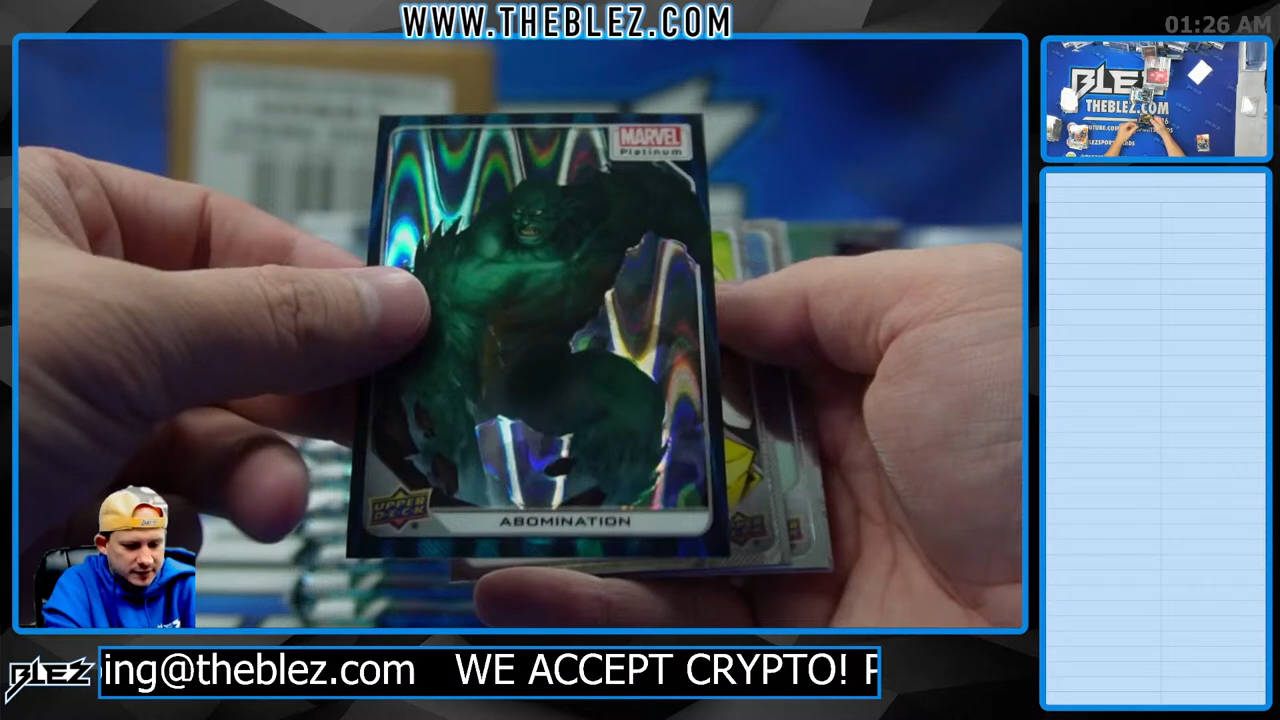 WWW.THEBLEZ.COM
01:26 AM
MARVEL
Platinum
UPPER
DECK
ABOMINATION
BLEZ
THEBLEZ.COM
BLEZ
ing@theblez.com WE ACCEPT CRYPTO!